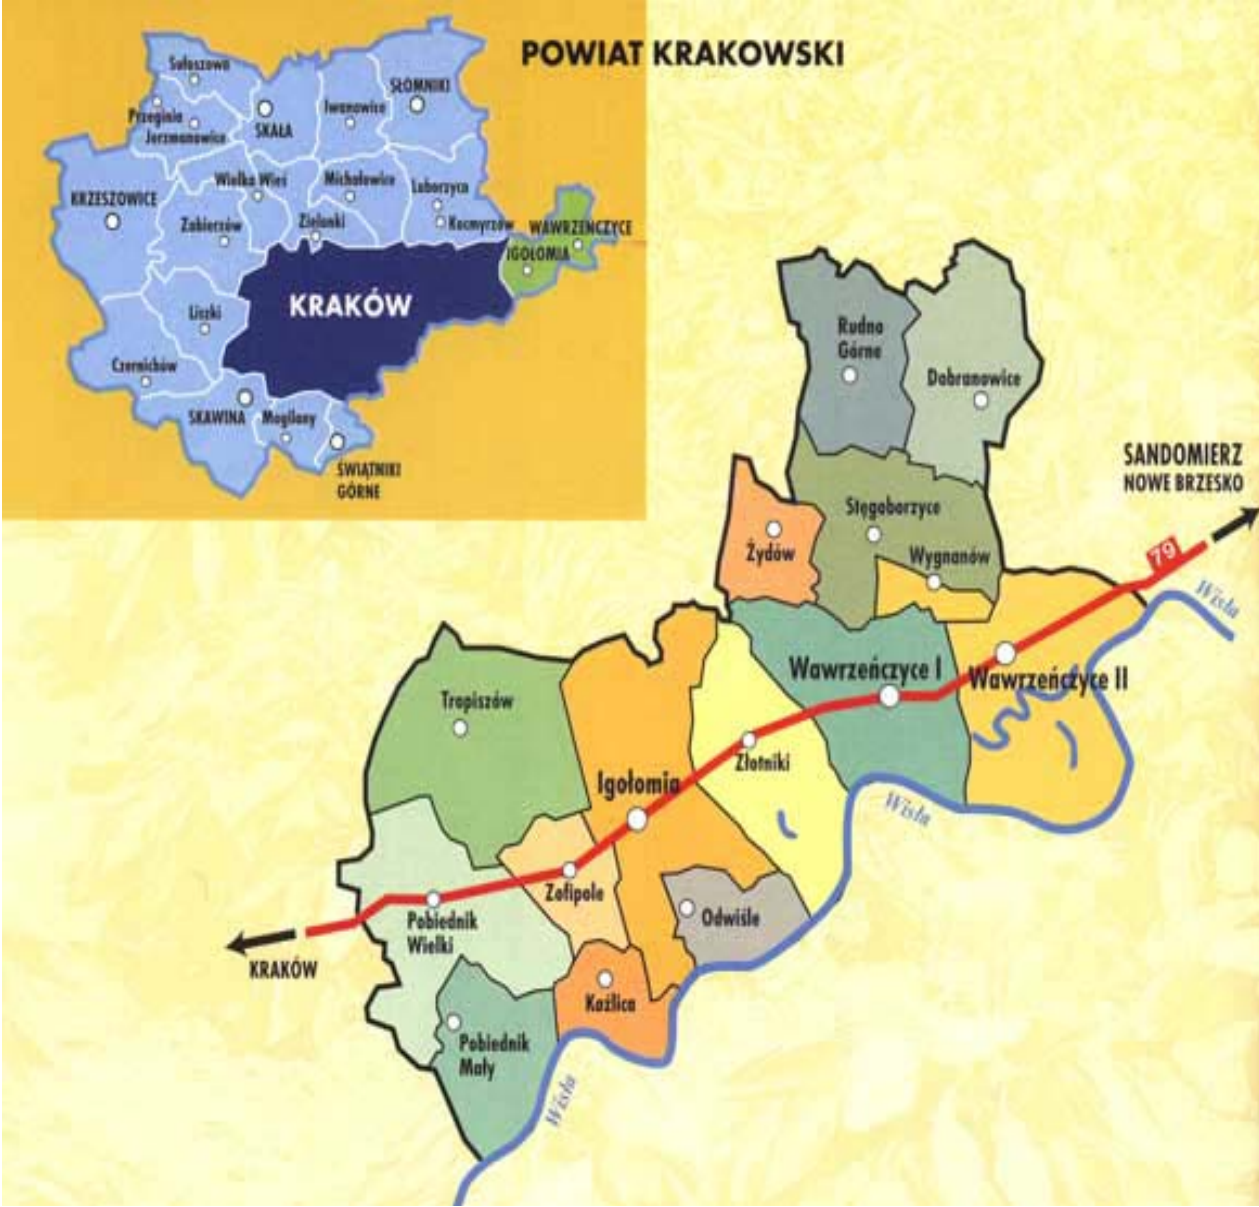 POWIAT KRAKOWSKI
Sułoszowa
Przeginia
Jerzmanowice
SKAŁA
Iwanowice
SŁOMNIKI
KRZESZOWICE
Wielka Wieś
Michałowice
Luborzyca
Kocmyrzów
Zabierzów
Zielonki
WAWRZEŃCZYCE
IGOŁOMIA
KRAKÓW
Liszki
Czernichów
SKAWINA
Mogilany
ŚWIĄTNIKI
GÓRNE
Rudno
Górne
Dobranowice
SANDOMIERZ
NOWE BRZESKO
Stęgoborzyce
Żydów
Wygnanów
79
Wisła
Wawrzeńczyce I
Wawrzeńczyce II
Tropiszów
Igołomia
Złotniki
Wisła
Zofipole
Pobiednik
Wielki
Odwiśle
KRAKÓW
Koźlica
Pobiednik
Mały
Wisła